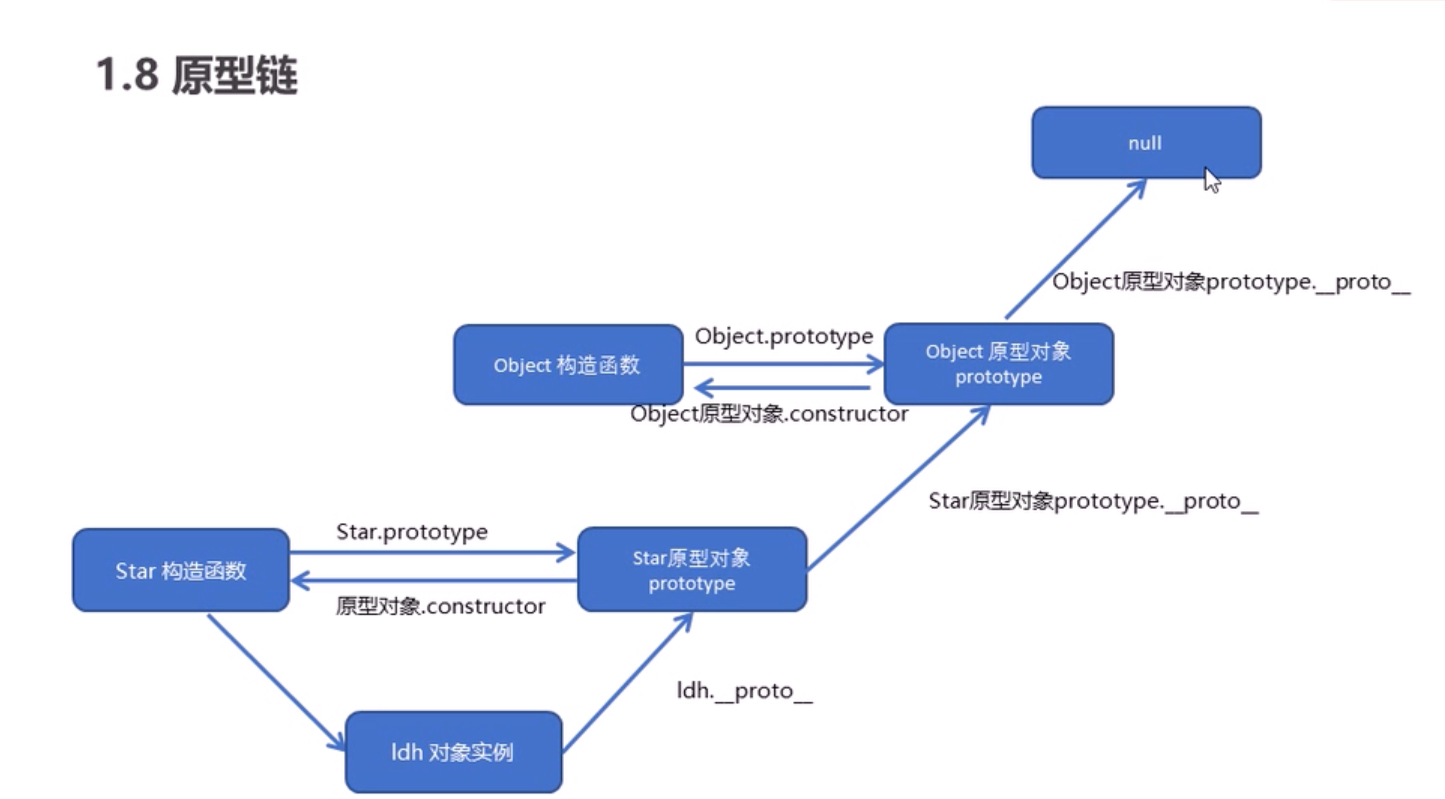 1.8 原型链
null
Object原型对象prototype.__proto__
Object.prototype
Object 构造函数
Object 原型对象
prototype
Object原型对象.constructor
Star原型对象prototype.__proto__
Star.prototype
Star 构造函数
Star原型对象
prototype
原型对象.constructor
ldh.__proto__
ldh 对象实例